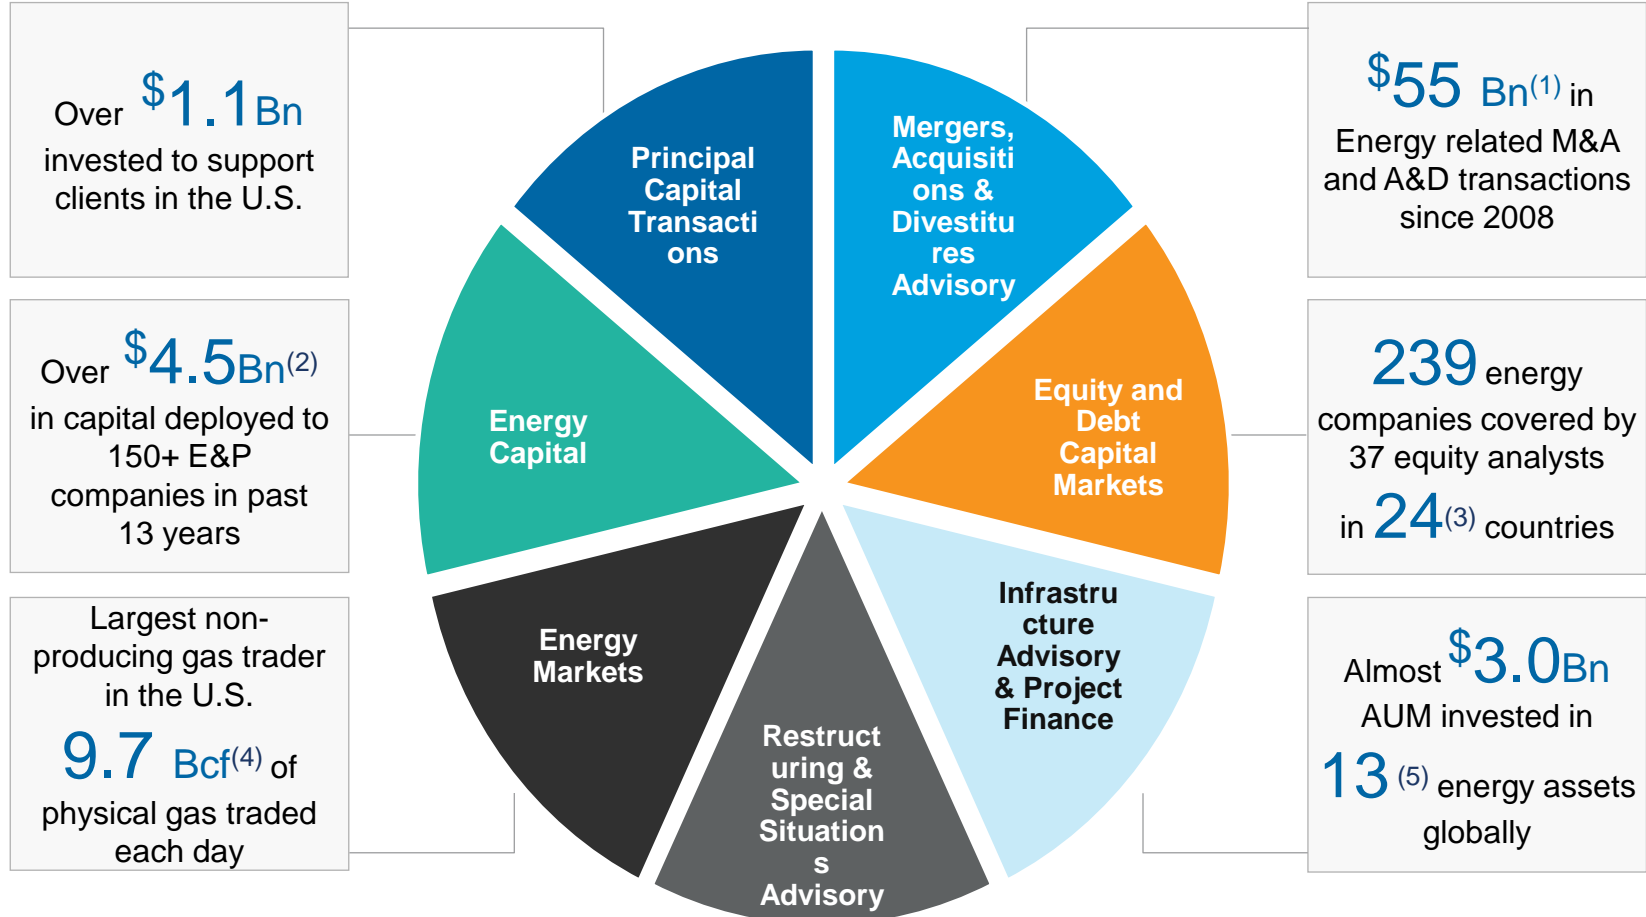 Over $1.1Bn
invested to support
clients in the U.S.
Over $4.5Bn(2)
in capital deployed to
150+ E&P
companies in past
13 years
Largest non-
producing gas trader
in the U.S.
9.7 Bcf(4) of
physical gas traded
each day
Principal
Capital
Transacti
ons
Mergers,
Acquisiti
ons &
Divestitu
res
Advisory
Energy
Capital
Equity and
Debt
Capital
Markets
Energy
Markets
Infrastru
cture
Advisory
& Project
Finance
Restruct
uring &
Special
Situation
s
Advisory
$55 Bn(1) in
Energy related M&A
and A&D transactions
since 2008
239 energy
companies covered by
37 equity analysts
in 24(3) countries
Almost $3.0Bn
AUM invested in
13 (5) energy assets
globally